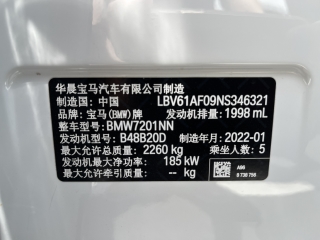 华晨宝马汽车有限公司制造
制造国：中国 LBV61AF09NS346321
品牌：宝马(BMW)牌 发动机排量：1998 mL
整车型号：BMW7201NN
发动机型号：B48B20D 制造年月：2022-01
最大允许总质量：2260 kg 乘坐人数：5
发动机最大净功率：185 kW
最大允许牵引质量：-- kg